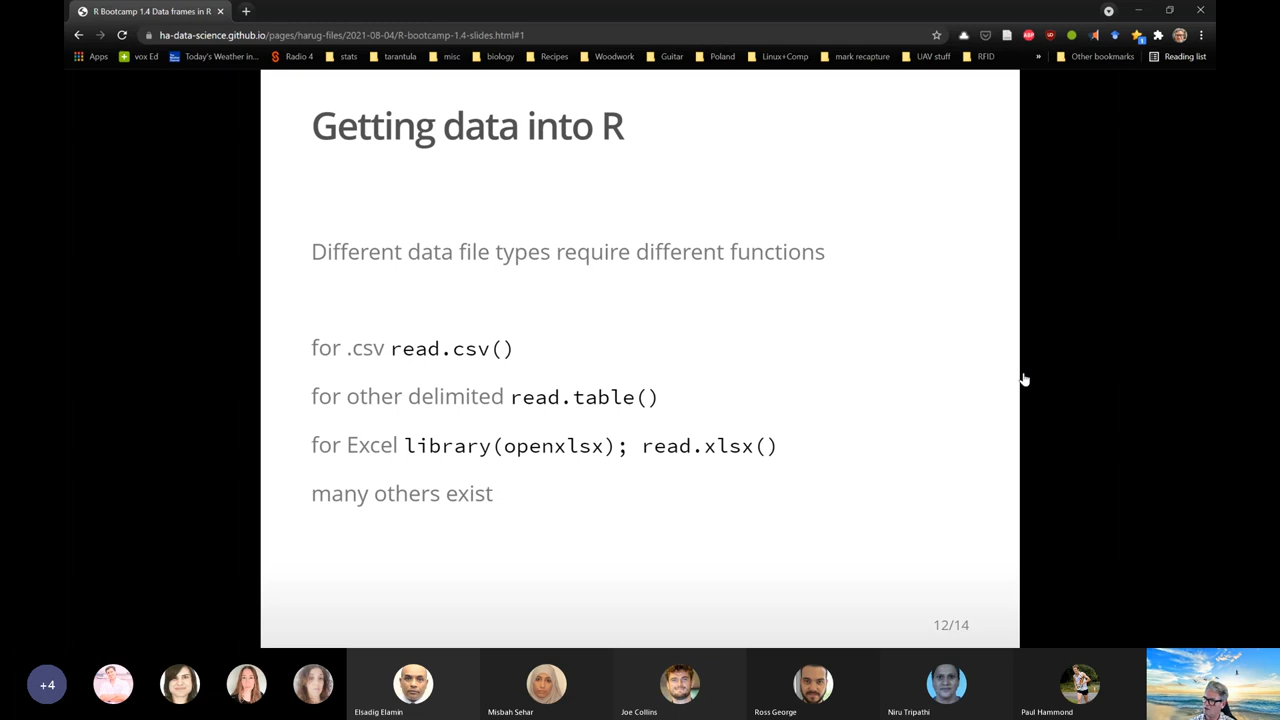 R Bootcamp 1.4 Data frames in R
ha-data-science.github.io/pages/harug-files/2021-08-04/R-bootcamp-1.4-slides.html#1
Apps vox Ed Today's Weather in... Radio 4 stats tarantula misc biology Recipes Woodwork Guitar Poland Linux+Comp mark recapture UAV stuff RFID » Other bookmarks Reading list
Getting data into R
Different data file types require different functions
for .csv read.csv()
for other delimited read.table()
for Excel library(openxlsx); read.xlsx()
many others exist
12/14
+4
Elsadig Elamin Misbah Sehar Joe Collins Ross George Niru Tripathi Paul Hammond